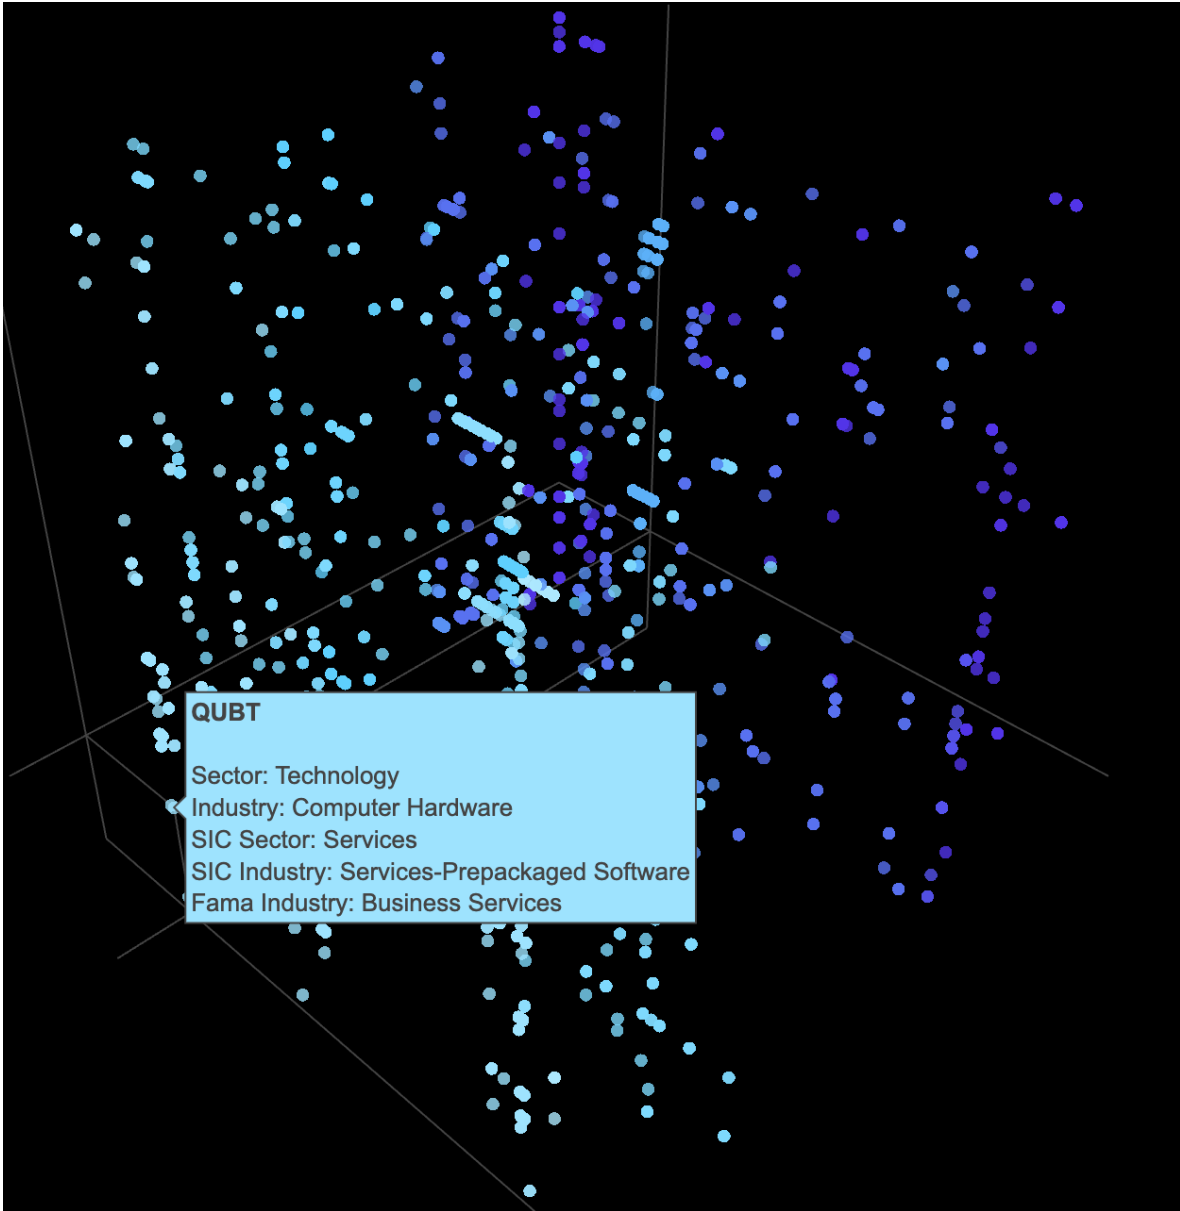 QUBT
Sector: Technology
Industry: Computer Hardware
SIC Sector: Services
SIC Industry: Services-Prepackaged Software
Fama Industry: Business Services